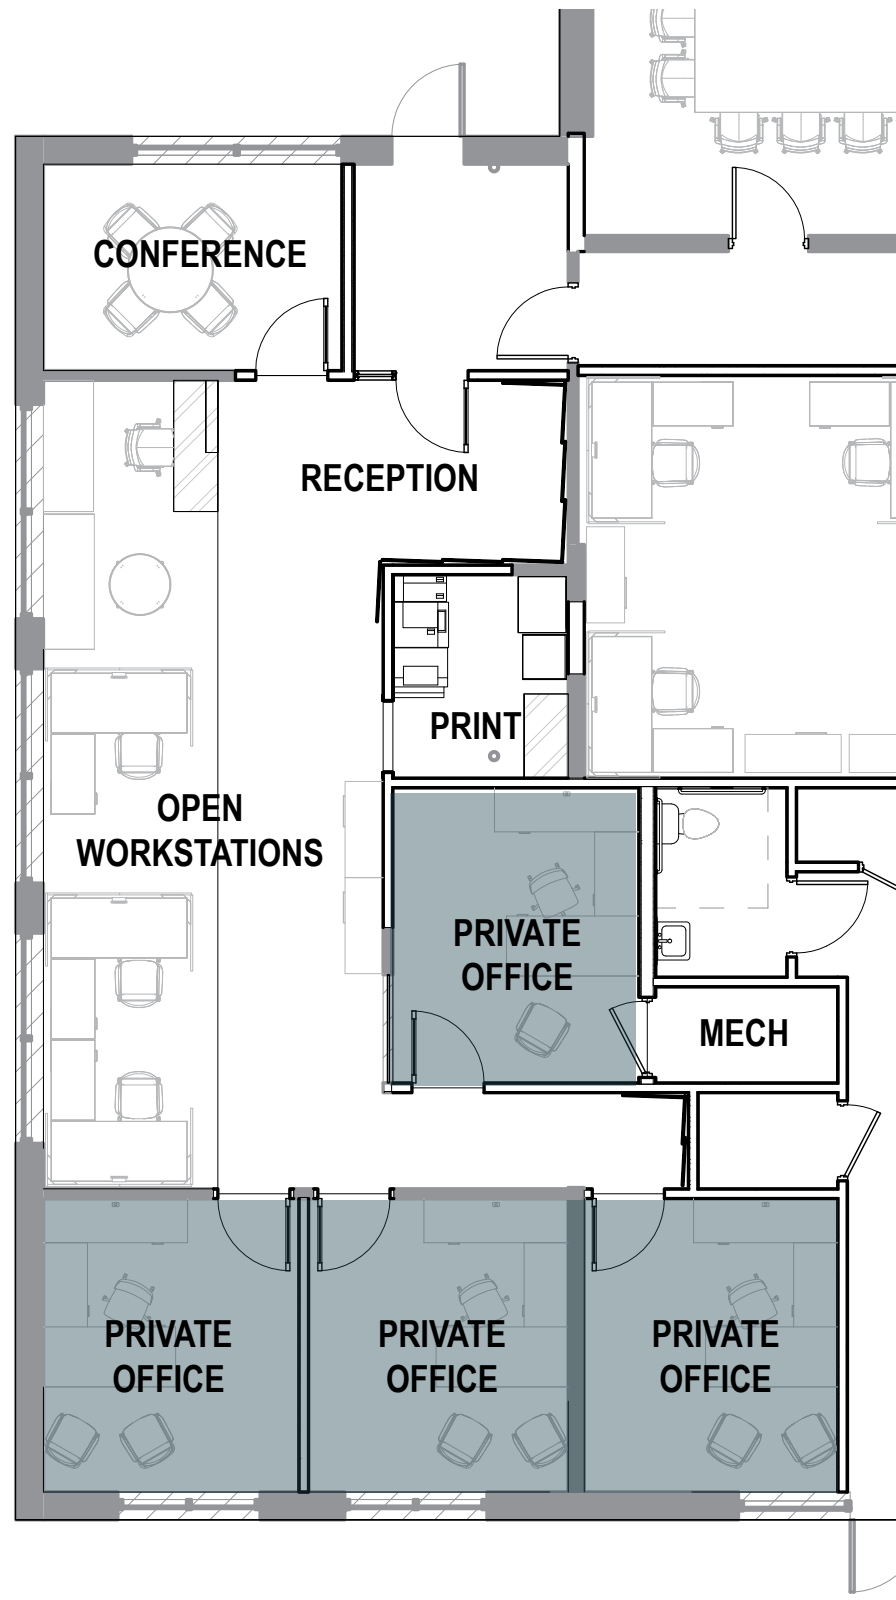 CONFERENCE
RECEPTION
PRINT
OPEN
WORKSTATIONS
PRIVATE
OFFICE
MECH
PRIVATE
OFFICE
PRIVATE
OFFICE
PRIVATE
OFFICE